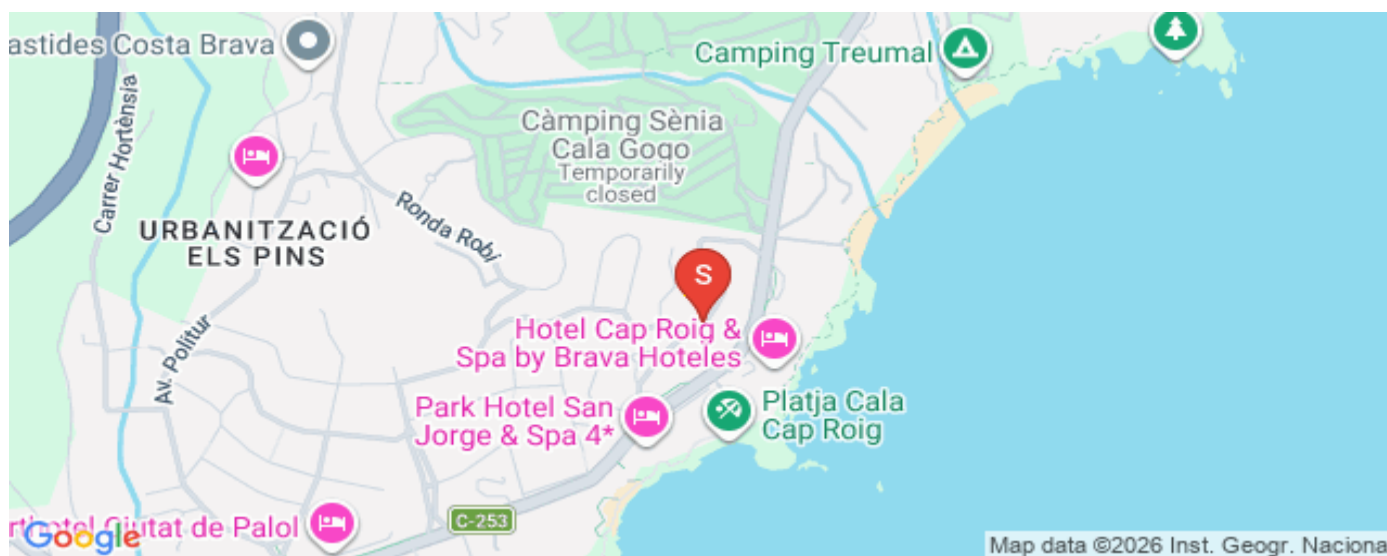 astides Costa Brava
Camping Treumal
Càmping Sènia
Cala Gogo
Temporarily
closed
Carrer Hortènsia
Ronda Robi
URBANITZACIÓ
ELS PINS
S
Av. Politur
Hotel Cap Roig &
Spa by Brava Hoteles
Park Hotel San
Jorge & Spa 4*
Platja Cala
Cap Roig
C-253
rthotel Ciutat de Palol
Google
Map data ©2026 Inst. Geogr. Naciona